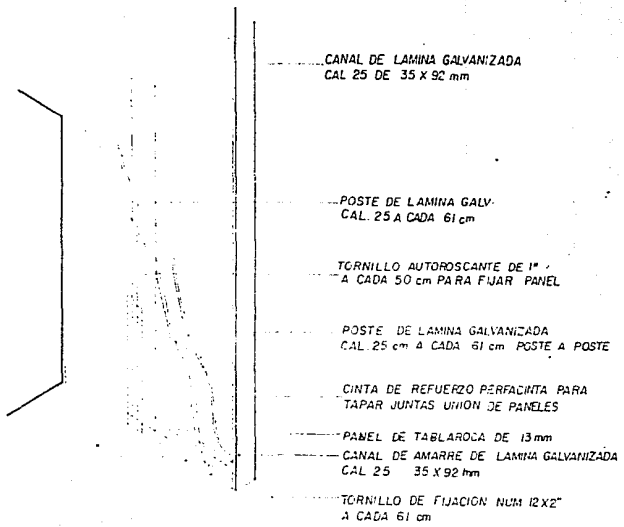 CANAL DE LAMINA GALVANIZADA
CAL 25 DE 35 X 92 mm
POSTE DE LAMINA GALV.
CAL. 25 A CADA 61 cm
TORNILLO AUTOROSCANTE DE 1"
A CADA 50 cm PARA FIJAR PANEL
POSTE DE LAMINA GALVANIZADA
CAL. 25 cm A CADA 61 cm POSTE A POSTE
CINTA DE REFUERZO PERFACINTA PARA
TAPAR JUNTAS UNION DE PANELES
PANEL DE TABLAROCA DE 13 mm
CANAL DE AMARRE DE LAMINA GALVANIZADA
CAL 25 35 X 92 mm
TORNILLO DE FIJACION NUM 12X2"
A CADA 61 cm